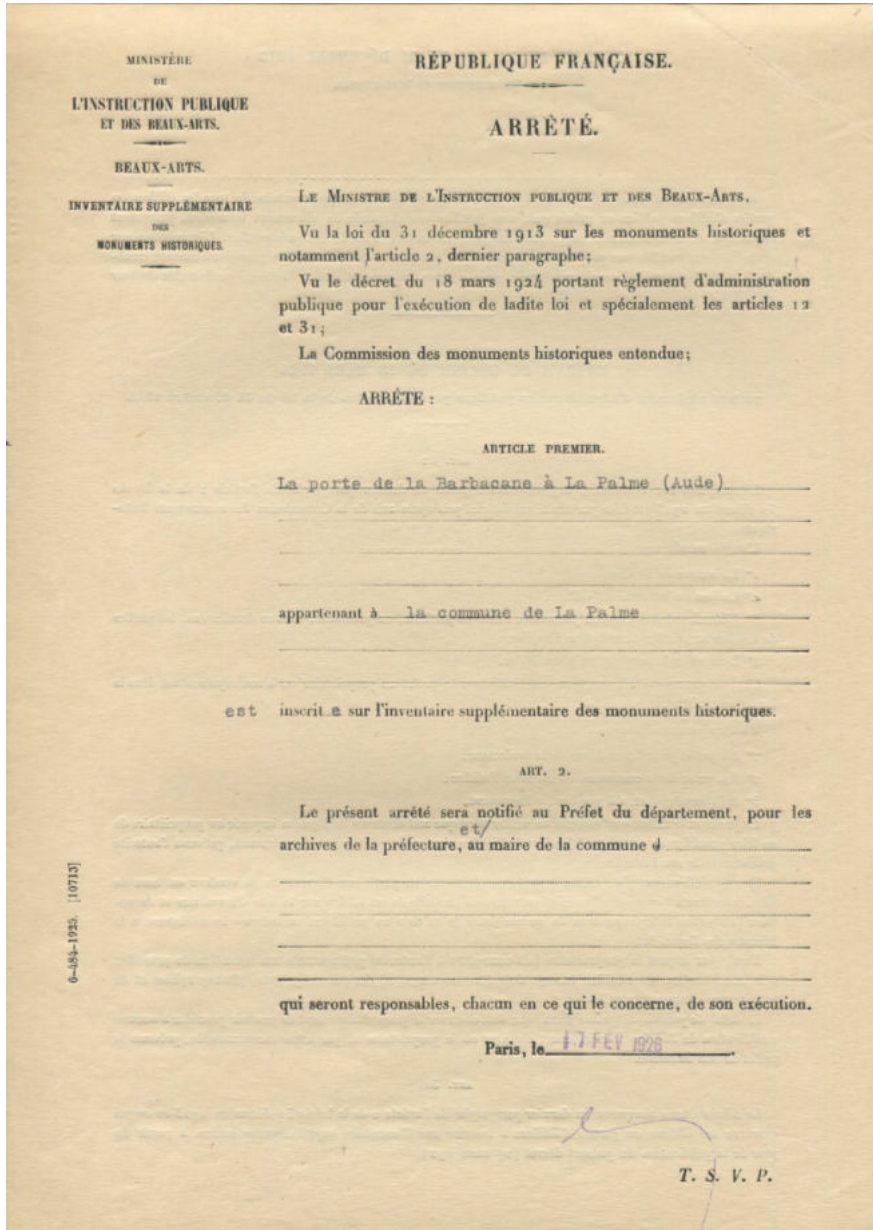 MINISTÈRE
DE
L'INSTRUCTION PUBLIQUE
ET DES BEAUX-ARTS.
BEAUX-ARTS.
INVENTAIRE SUPPLÉMENTAIRE
DES
MONUMENTS HISTORIQUES.
RÉPUBLIQUE FRANÇAISE.
ARRÊTÉ.
LE MINISTRE DE L'INSTRUCTION PUBLIQUE ET DES BEAUX-ARTS,
Vu la loi du 31 décembre 1913 sur les monuments historiques et
notamment l'article 2, dernier paragraphe;
Vu le décret du 18 mars 1924 portant règlement d'administration
publique pour l'exécution de ladite loi et spécialement les articles 12
et 31;
La Commission des monuments historiques entendue;
ARRÊTE :
ARTICLE PREMIER.
La porte de la Barbacane à La Palme (Aude)
appartenant à la commune de La Palme
est inscrite sur l'inventaire supplémentaire des monuments historiques.
ART. 2.
Le présent arrêté sera notifié au Préfet du département, pour les
et/
archives de la préfecture, au maire de la commune d
qui seront responsables, chacun en ce qui le concerne, de son exécution.
Paris, le 17 FEV 1926
T. S. V. P.
6-484-1925. [10713]